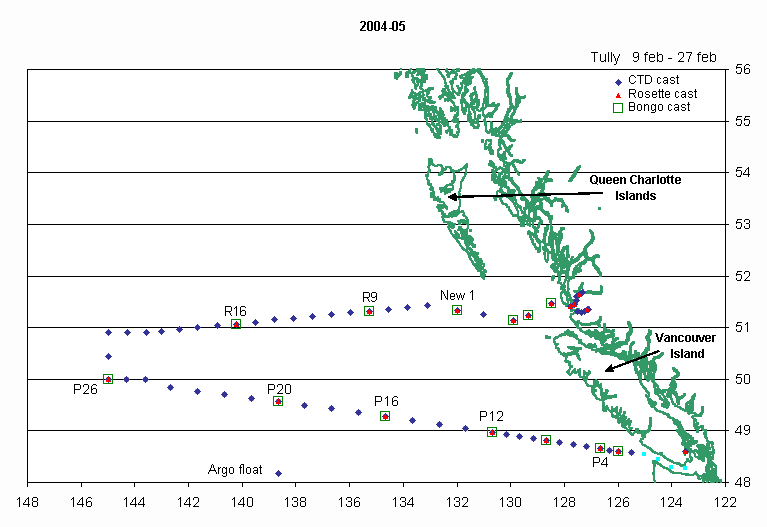 2004-05
Tully 9 feb - 27 feb
CTD cast
Rosette cast
Bongo cast
56
55
54
53
52
51
50
49
48
Queen Charlotte
Islands
R16
R9
New 1
Vancouver
Island
P26
P20
P16
P12
P4
Argo float
148 146 144 142 140 138 136 134 132 130 128 126 124 122